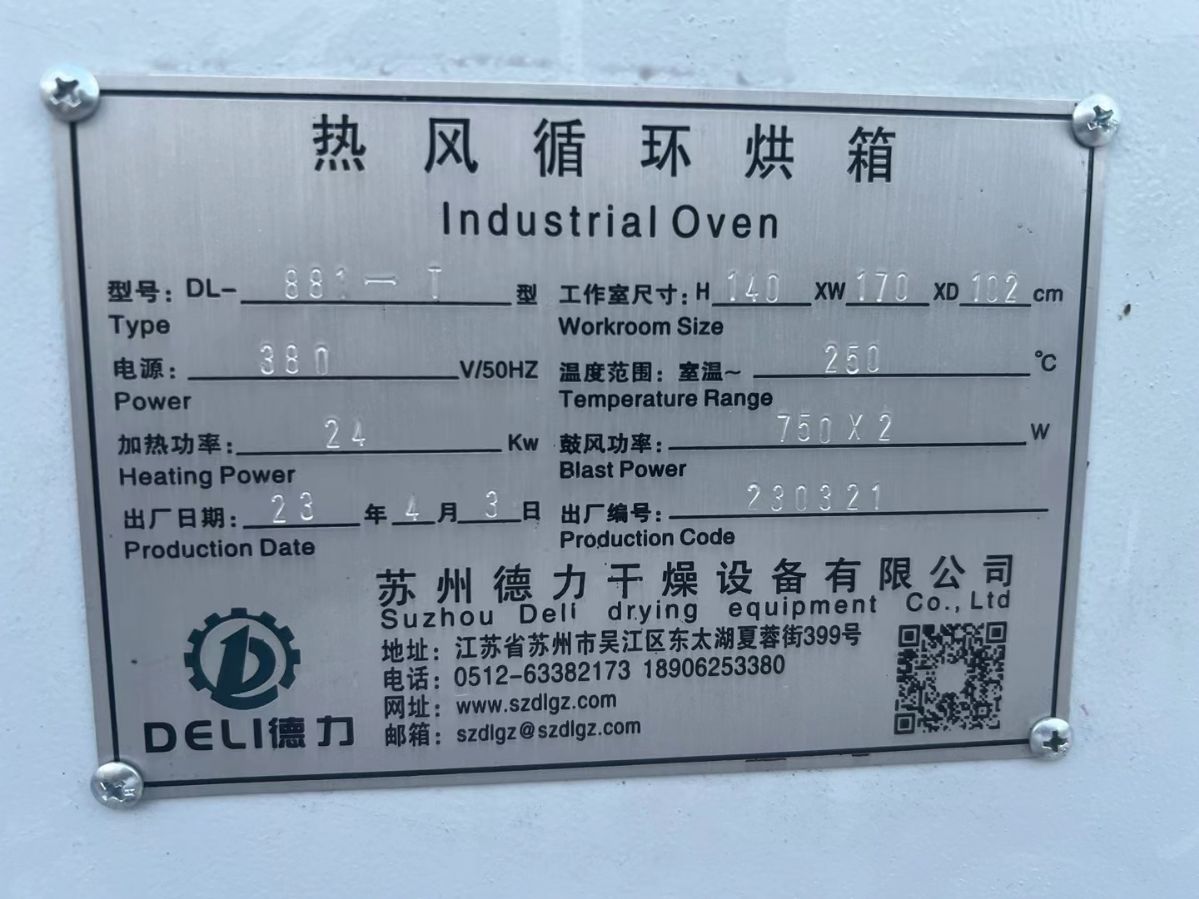 热风循环烘箱
Industrial Oven
型号：DL-881-T型
Type
工作室尺寸：H 140 XW 170 XD 102 cm
Workroom Size
电源：380 V/50HZ
Power
温度范围：室温~ 250 ℃
Temperature Range
加热功率：24 Kw
Heating Power
鼓风功率：750X2 W
Blast Power
出厂日期：23年4月3日
Production Date
出厂编号：230321
Production Code
苏州德力干燥设备有限公司
Suzhou Deli drying equipment Co.,Ltd
地址：江苏省苏州市吴江区东太湖夏蓉街399号
电话：0512-63382173 18906253380
网址：www.szdlgz.com
邮箱：szdlgz@szdlgz.com
DELI德力